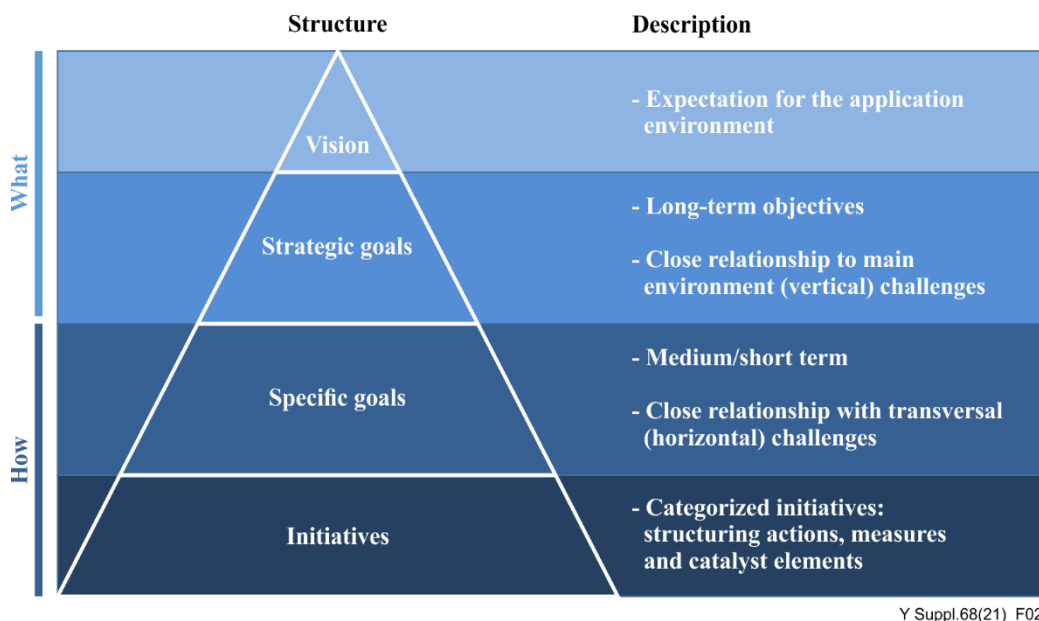 Structure
Description
What
Vision
- Expectation for the application
environment
Strategic goals
- Long-term objectives
- Close relationship to main
environment (vertical) challenges
How
Specific goals
- Medium/short term
- Close relationship with transversal
(horizontal) challenges
Initiatives
- Categorized initiatives:
structuring actions, measures
and catalyst elements
Y Suppl.68(21)_F02